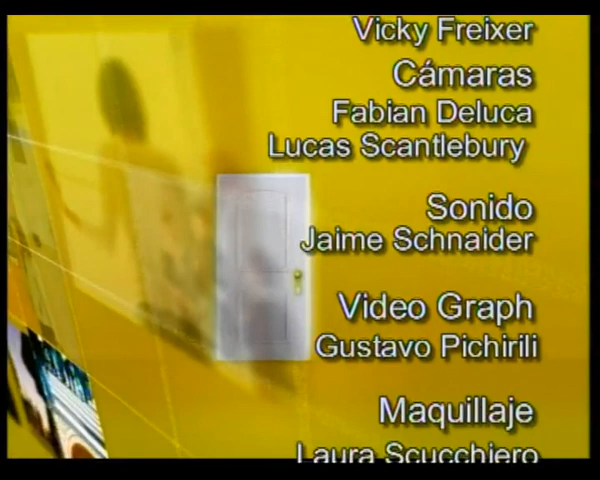 Vicky Freixer
Cámaras
Fabian Deluca
Lucas Scantlebury
Sonido
Jaime Schnaider
Video Graph
Gustavo Pichirili
Maquillaje
Laura Scucchiero